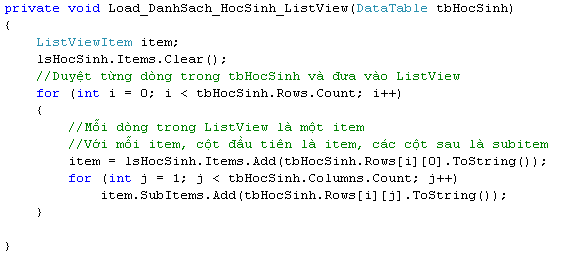 private void Load_DanhSach_HocSinh_ListView(DataTable tbHocSinh)
{
    ListViewItem item;
    lsHocSinh.Items.Clear();
    //Duyệt từng dòng trong tbHocSinh và đưa vào ListView
    for (int i = 0; i < tbHocSinh.Rows.Count; i++)
    {
        //Mỗi dòng trong ListView là một item
        //Với mỗi item, cột đầu tiên là item, các cột sau là subitem
        item = lsHocSinh.Items.Add(tbHocSinh.Rows[i][0].ToString());
        for (int j = 1; j < tbHocSinh.Columns.Count; j++)
            item.SubItems.Add(tbHocSinh.Rows[i][j].ToString());
    }
}